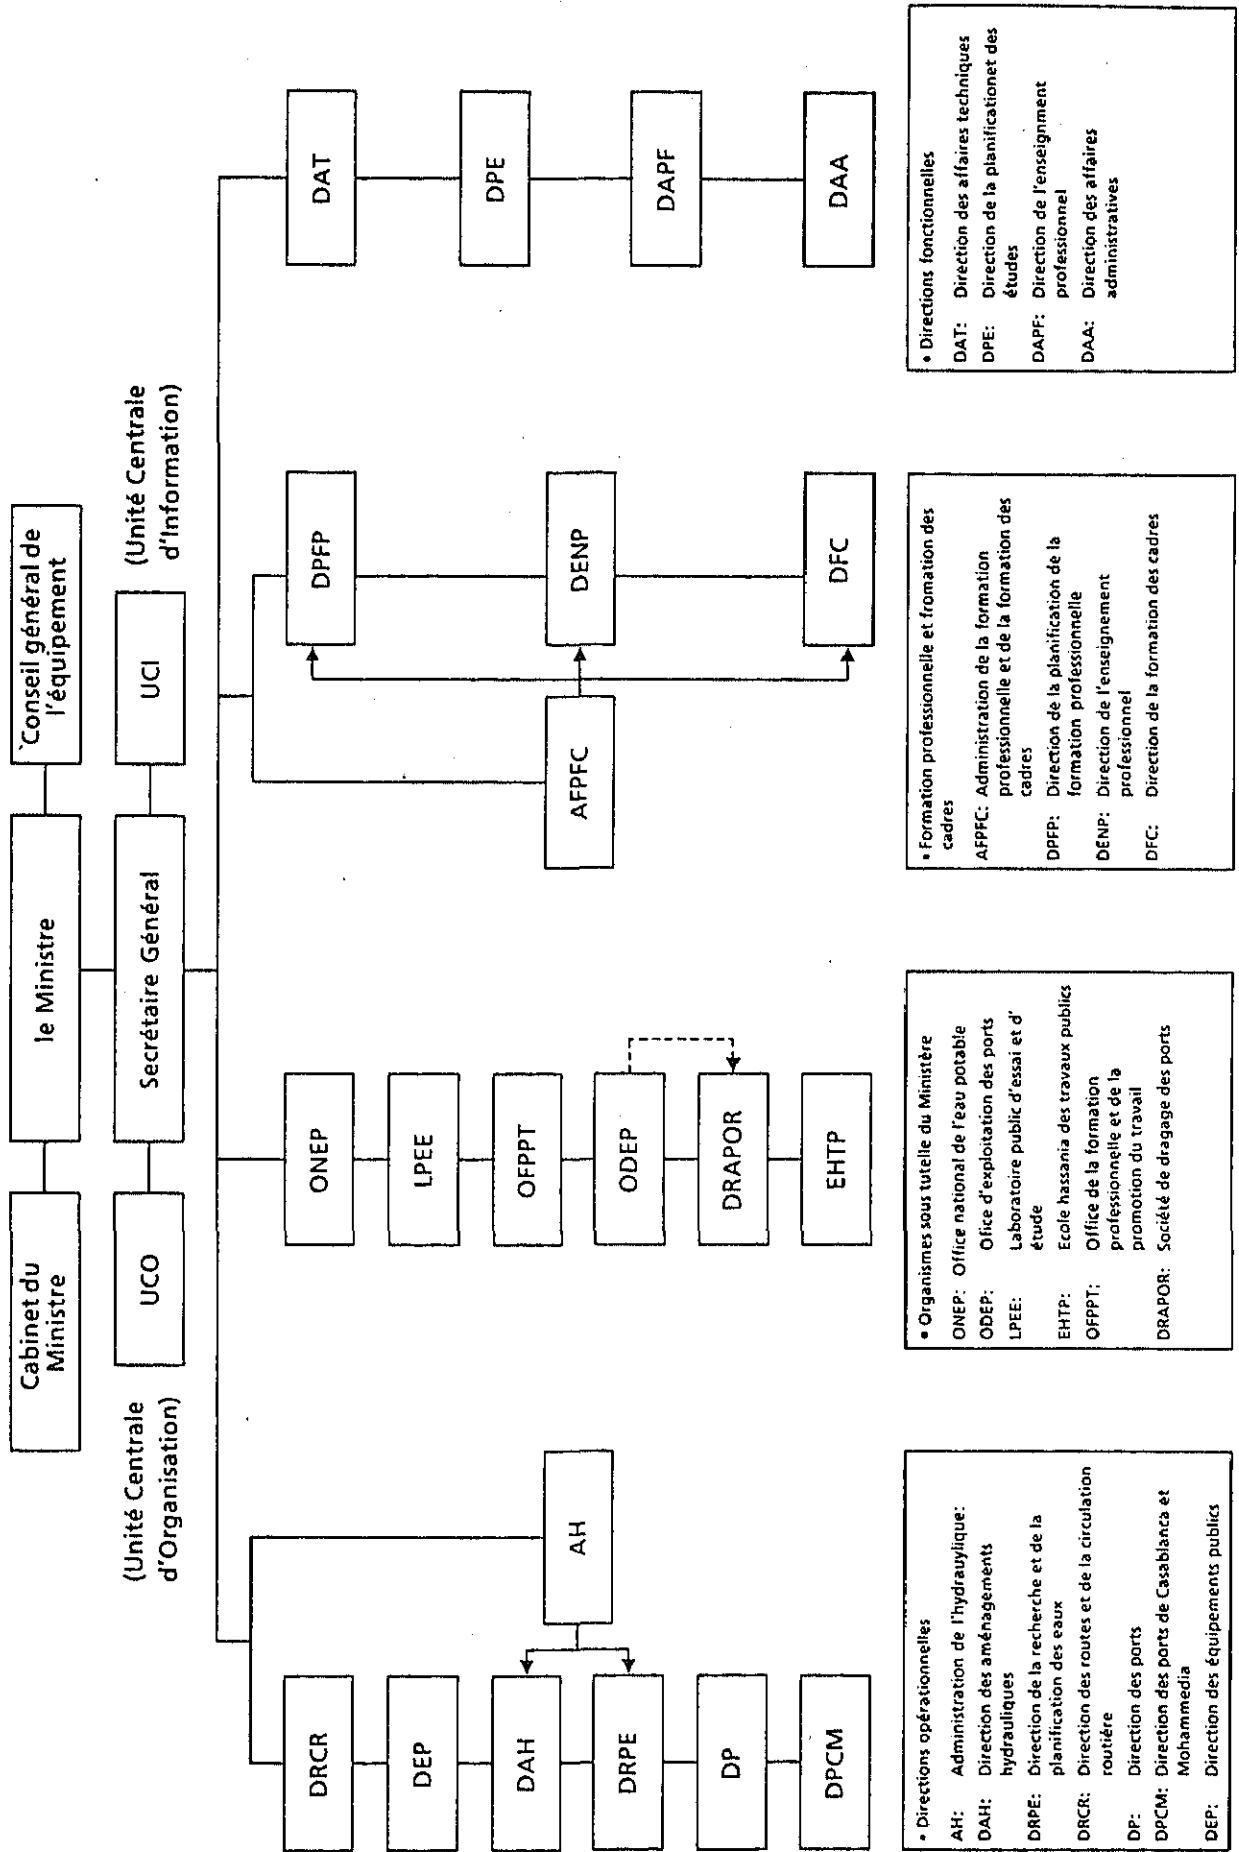 Cabinet du
Ministre
le Ministre
`Conseil général de
l'équipement
(Unité Centrale
d'Organisation)
UCO
Secrétaire Général
UCI
(Unité Centrale
d'Information)
DRCR
DEP
DAH
DRPE
DP
DPCM
AH
ONEP
LPEE
OFPPT
ODEP
DRAPOR
EHTP
AFPFC
DPFP
DENP
DFC
DAT
DPE
DAPF
DAA
• Directions opérationnelles
AH: Administration de l'hydrauylique:
DAH: Direction des aménagements
hydrauliques
DRPE: Direction de la recherche et de la
planification des eaux
DRCR: Direction des routes et de la circulation
routière
DP: Direction des ports
DPCM: Direction des ports de Casablanca et
Mohammedia
DEP: Direction des équipements publics
• Organismes sous tutelle du Ministère
ONEP: Office national de l'eau potable
ODEP: Ofice d'exploitation des ports
LPEE: Laboratoire public d'essai et d'
étude
EHTP: Ecole hassania des travaux publics
OFPPT: Office de la formation
professionnelle et de la
promotion du travail
DRAPOR: Société de dragage des ports
• Formation professionnelle et fromation des
cadres
AFPFC: Administration de la formation
professionnelle et de la formation des
cadres
DPFP: Direction de la planification de la
formation professionnelle
DENP: Direction de l'enseignement
professionnel
DFC: Direction de la formation des cadres
• Directions fonctionnelles
DAT: Direction des affaires techniques
DPE: Direction de la planificationet des
études
DAPF: Direction de l'enseignment
professionnel
DAA: Direction des affaires
administratives